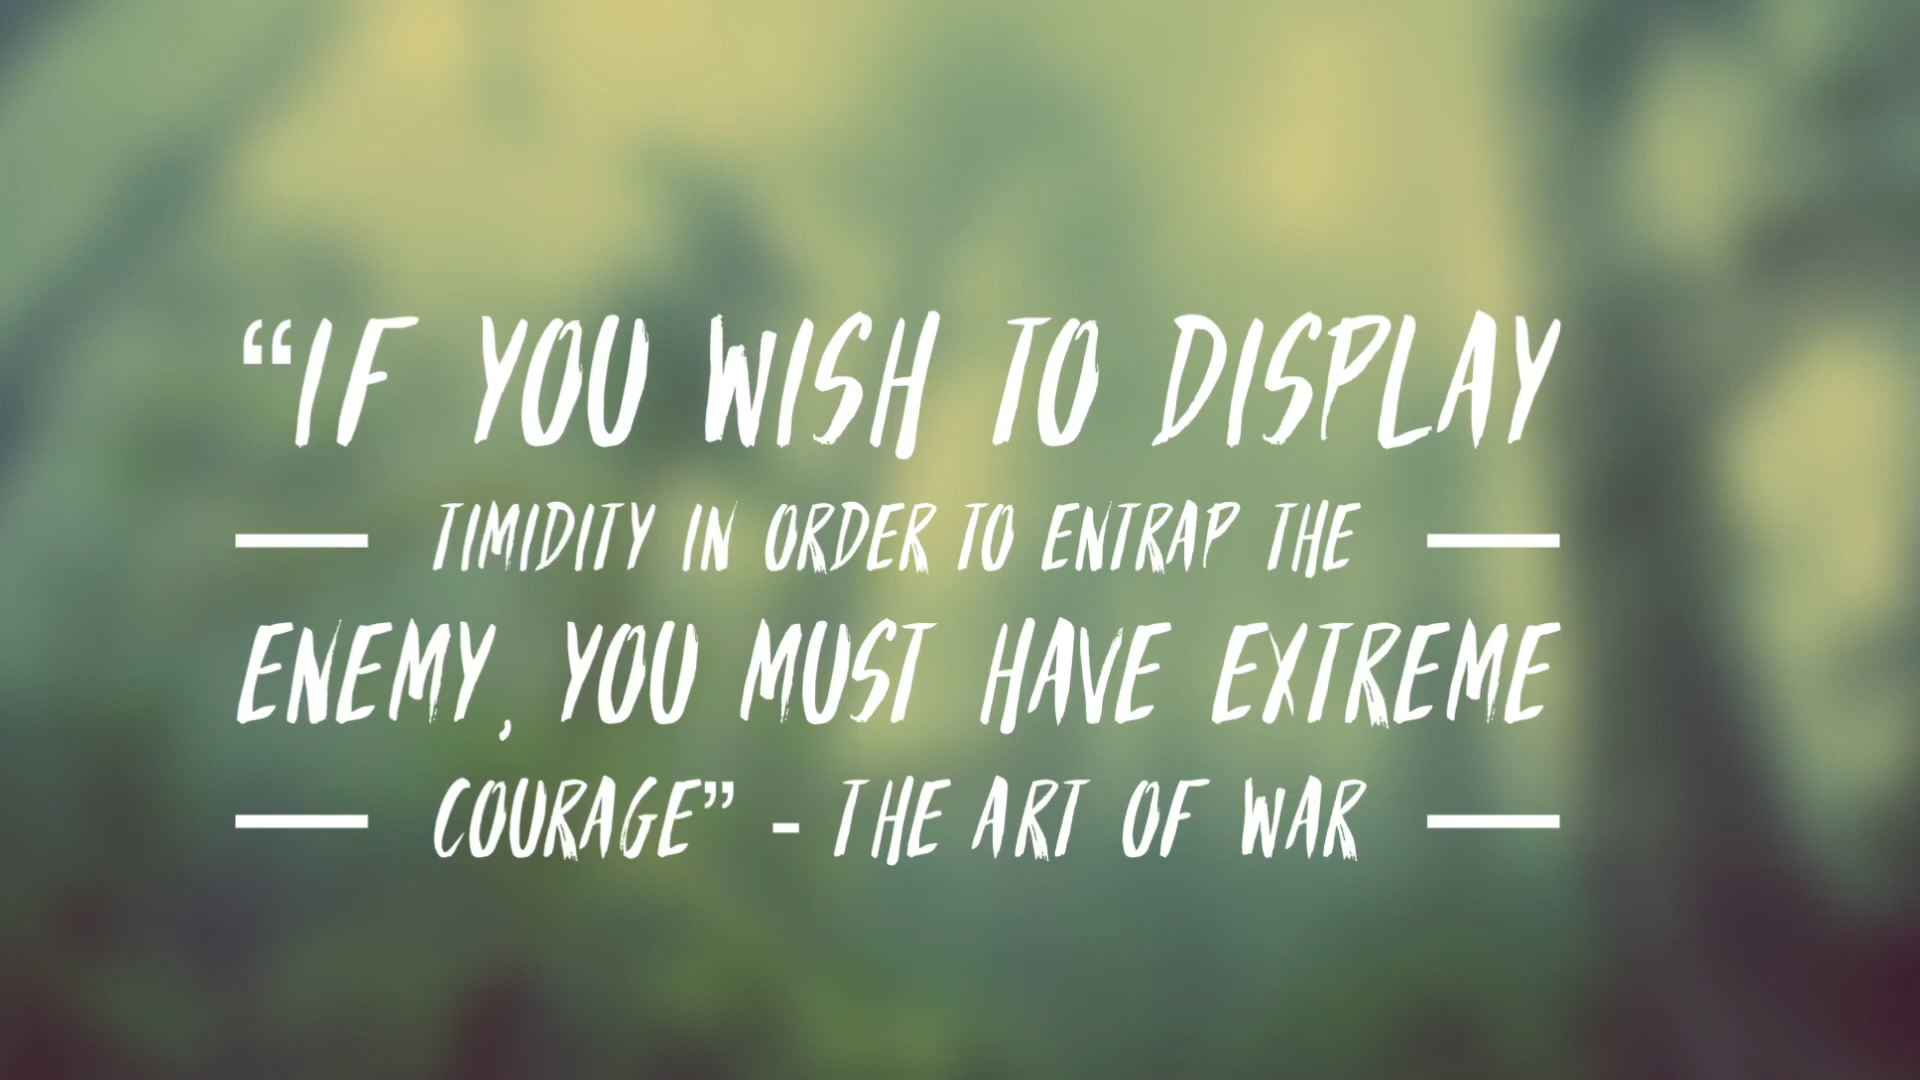 “IF YOU WISH TO DISPLAY
TIMIDITY IN ORDER TO ENTRAP THE
ENEMY, YOU MUST HAVE EXTREME
COURAGE” - THE ART OF WAR